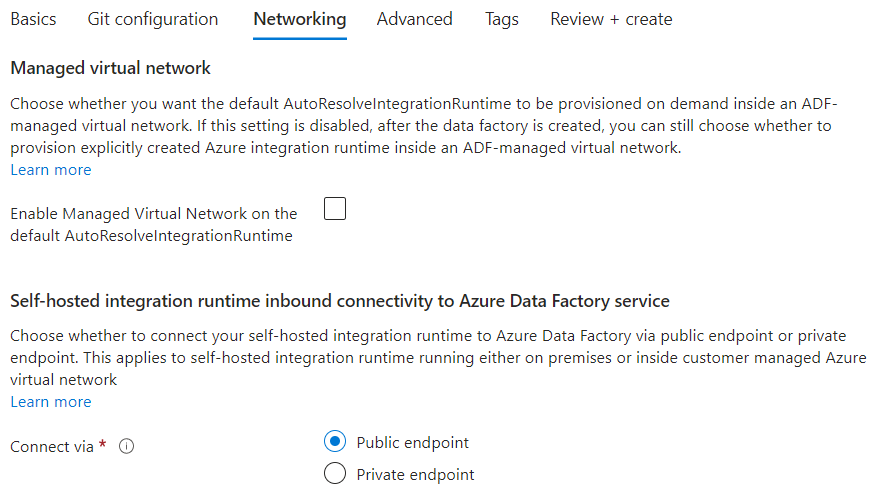 Basics Git configuration Networking Advanced Tags Review + create
Managed virtual network
Choose whether you want the default AutoResolveIntegrationRuntime to be provisioned on demand inside an ADF-
managed virtual network. If this setting is disabled, after the data factory is created, you can still choose whether to
provision explicitly created Azure integration runtime inside an ADF-managed virtual network.
Learn more
Enable Managed Virtual Network on the
default AutoResolveIntegrationRuntime
Self-hosted integration runtime inbound connectivity to Azure Data Factory service
Choose whether to connect your self-hosted integration runtime to Azure Data Factory via public endpoint or private
endpoint. This applies to self-hosted integration runtime running either on premises or inside customer managed Azure
virtual network
Learn more
Connect via *
Public endpoint
Private endpoint